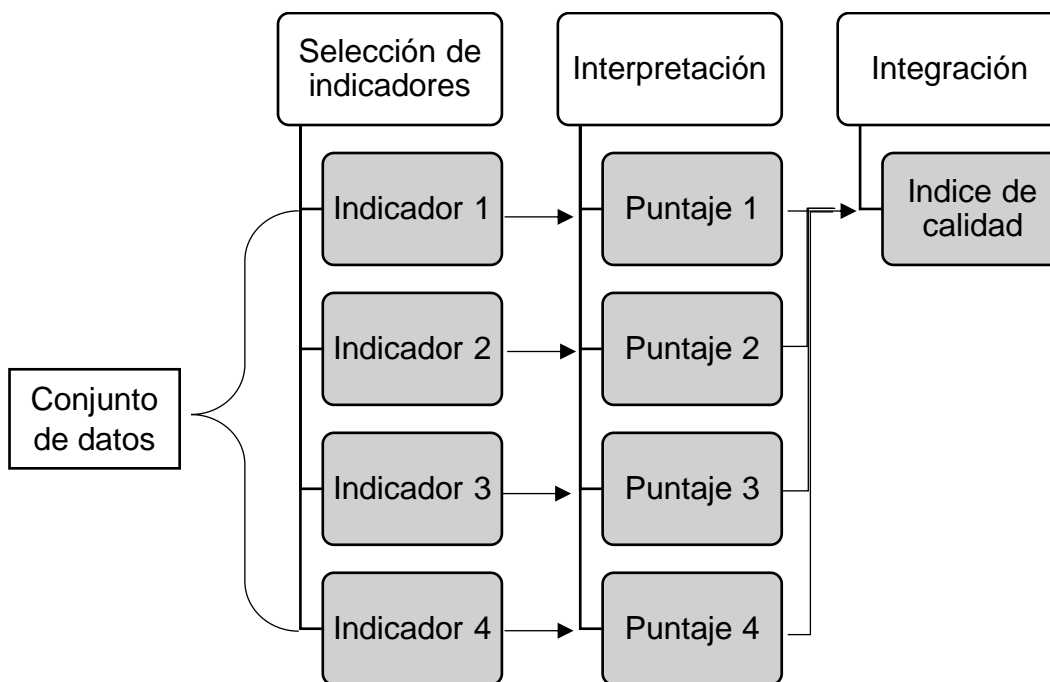 Selección de
indicadores
Interpretación
Integración
Indicador 1
Puntaje 1
Indice de
calidad
Indicador 2
Puntaje 2
Conjunto
de datos
Indicador 3
Puntaje 3
Indicador 4
Puntaje 4